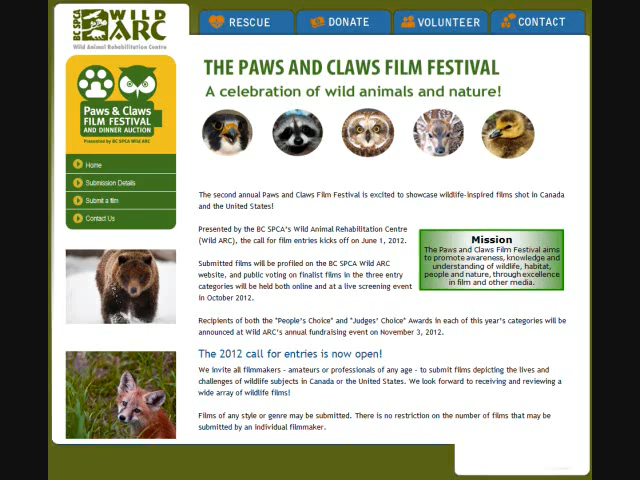 BC SPCA WILD ARC
Wild Animal Rehabilitation Centre
RESCUE
DONATE
VOLUNTEER
CONTACT
THE PAWS AND CLAWS FILM FESTIVAL
A celebration of wild animals and nature!
Paws & Claws
FILM FESTIVAL
AND DINNER AUCTION
Presented by BC SPCA Wild ARC
Home
Submission Details
Submit a film
Contact Us
The second annual Paws and Claws Film Festival is excited to showcase wildlife-inspired films shot in Canada
and the United States!
Presented by the BC SPCA's Wild Animal Rehabilitation Centre
(Wild ARC), the call for film entries kicks off on June 1, 2012.
Submitted films will be profiled on the BC SPCA Wild ARC
website, and public voting on finalist films in the three entry
categories will be held both online and at a live screening event
in October 2012.
Mission
The Paws and Claws Film Festival aims
to promote awareness, knowledge and
understanding of wildlife, habitat,
people and nature, through excellence
in film and other media.
Recipients of both the "People's Choice" and "Judges' Choice" Awards in each of this year's categories will be
announced at Wild ARC's annual fundraising event on November 3, 2012.
The 2012 call for entries is now open!
We invite all filmmakers - amateurs or professionals of any age - to submit films depicting the lives and
challenges of wildlife subjects in Canada or the United States. We look forward to receiving and reviewing a
wide array of wildlife films!
Films of any style or genre may be submitted. There is no restriction on the number of films that may be
submitted by an individual filmmaker.